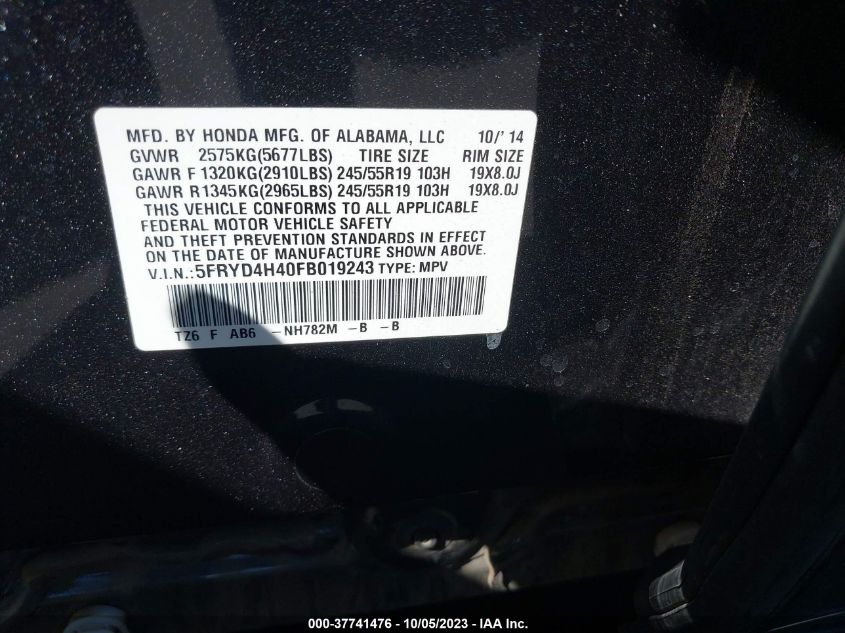 MFD. BY HONDA MFG. OF ALABAMA, LLC 10/' 14
GVWR 2575KG(5677LBS) TIRE SIZE RIM SIZE
GAWR F 1320KG(2910LBS) 245/55R19 103H 19X8.0J
GAWR R1345KG(2965LBS) 245/55R19 103H 19X8.0J
THIS VEHICLE CONFORMS TO ALL APPLICABLE
FEDERAL MOTOR VEHICLE SAFETY
AND THEFT PREVENTION STANDARDS IN EFFECT
ON THE DATE OF MANUFACTURE SHOWN ABOVE.
V.I.N.:5FRYD4H40FB019243 TYPE: MPV
TZ6 F AB6 -NH782M -B -B
000-37741476 - 10/05/2023 - IAA Inc.